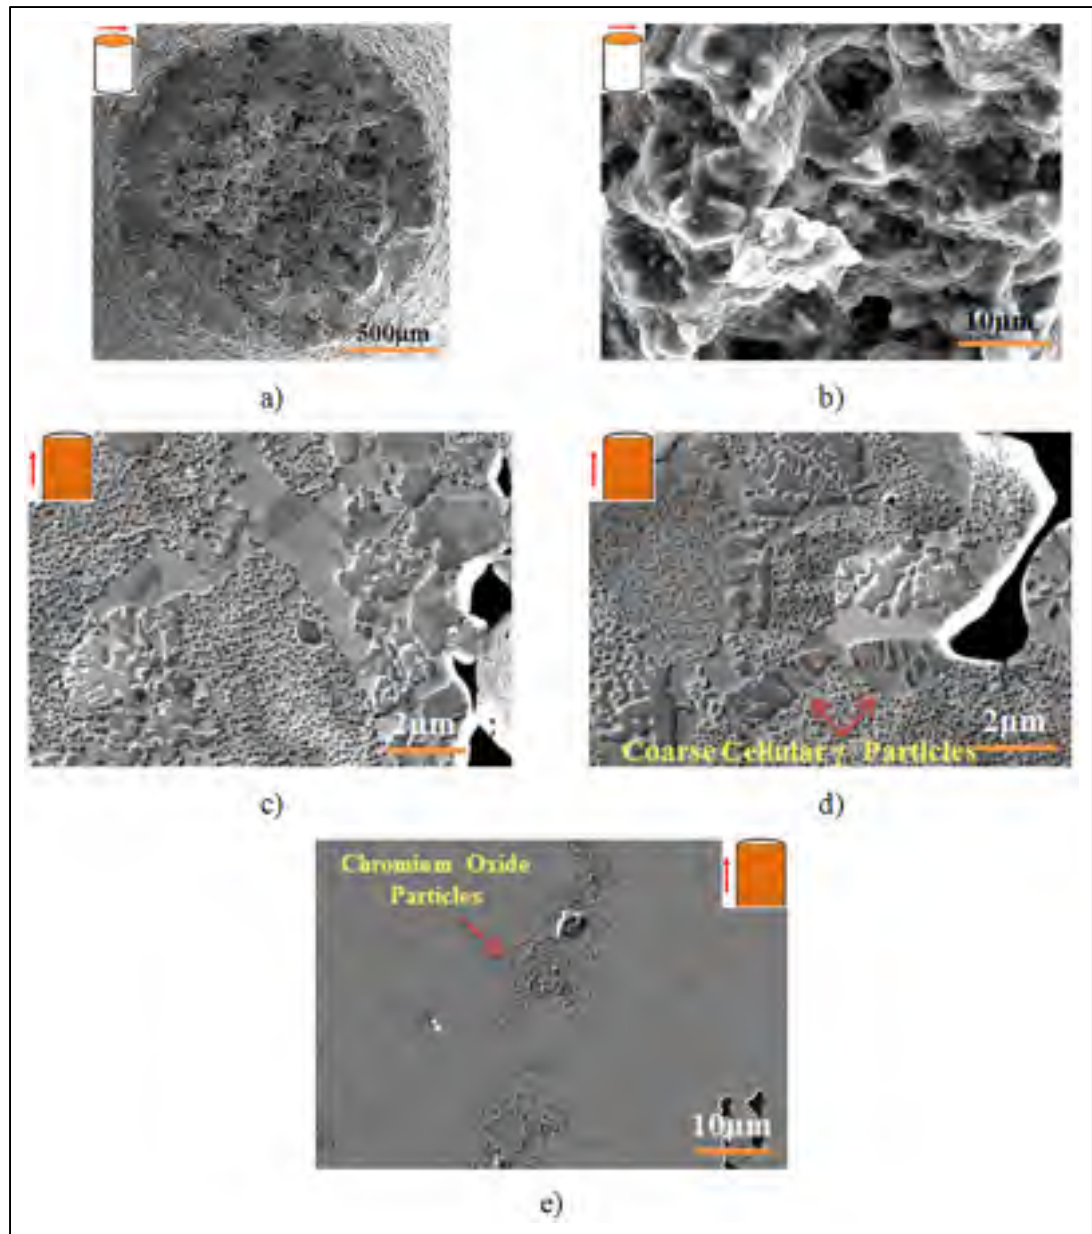 500μm
10μm
a)
b)
2μm
2μm
Coarse Cellular γ Particles
c)
d)
Chromium Oxide
Particles
10μm
e)